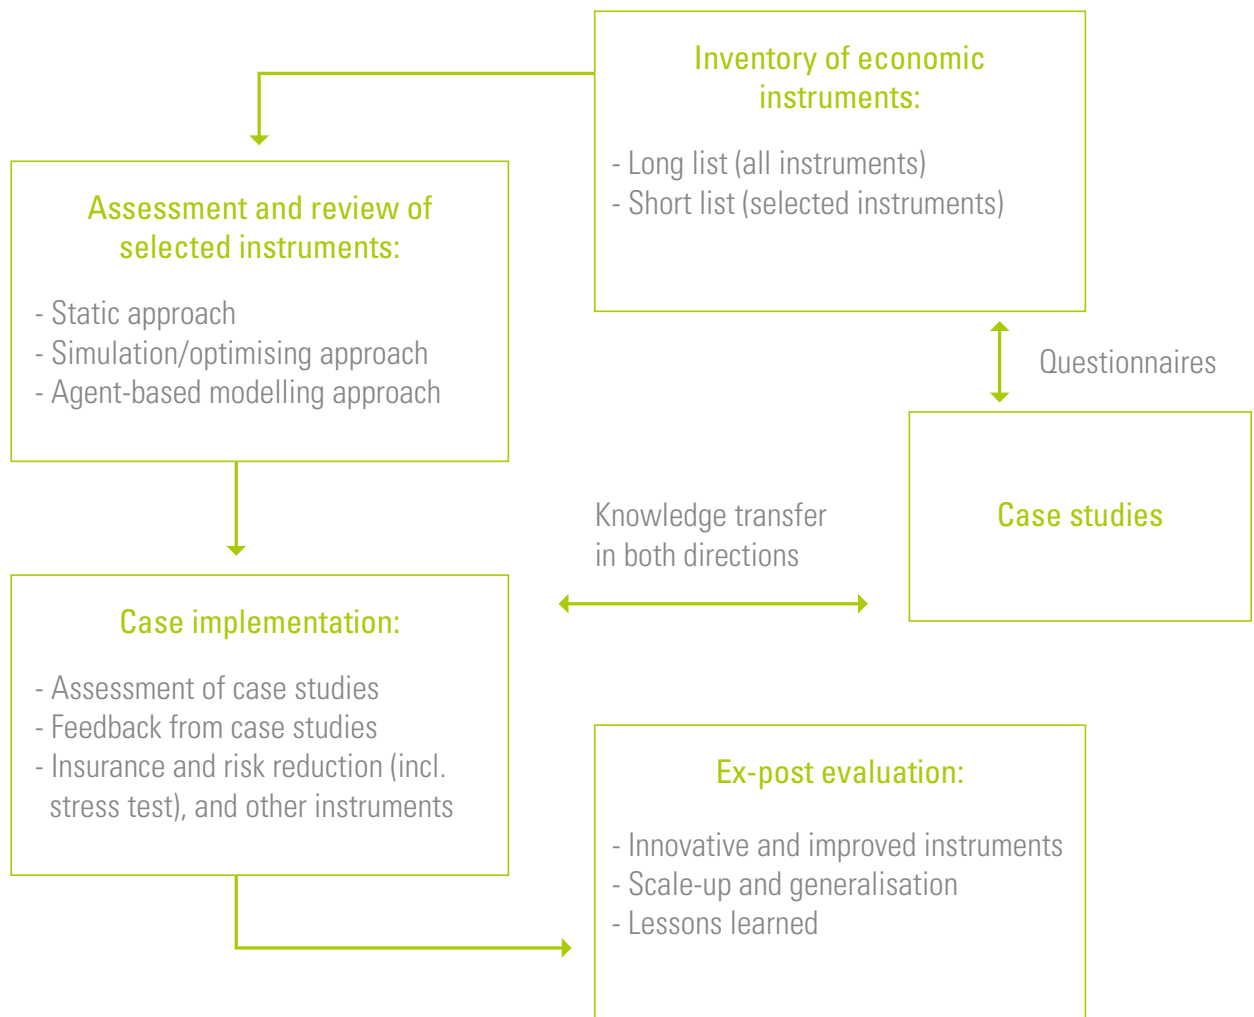 Inventory of economic
instruments:
- Long list (all instruments)
- Short list (selected instruments)
Assessment and review of
selected instruments:
- Static approach
- Simulation/optimising approach
- Agent-based modelling approach
Questionnaires
Case studies
Knowledge transfer
in both directions
Case implementation:
- Assessment of case studies
- Feedback from case studies
- Insurance and risk reduction (incl.
stress test), and other instruments
Ex-post evaluation:
- Innovative and improved instruments
- Scale-up and generalisation
- Lessons learned